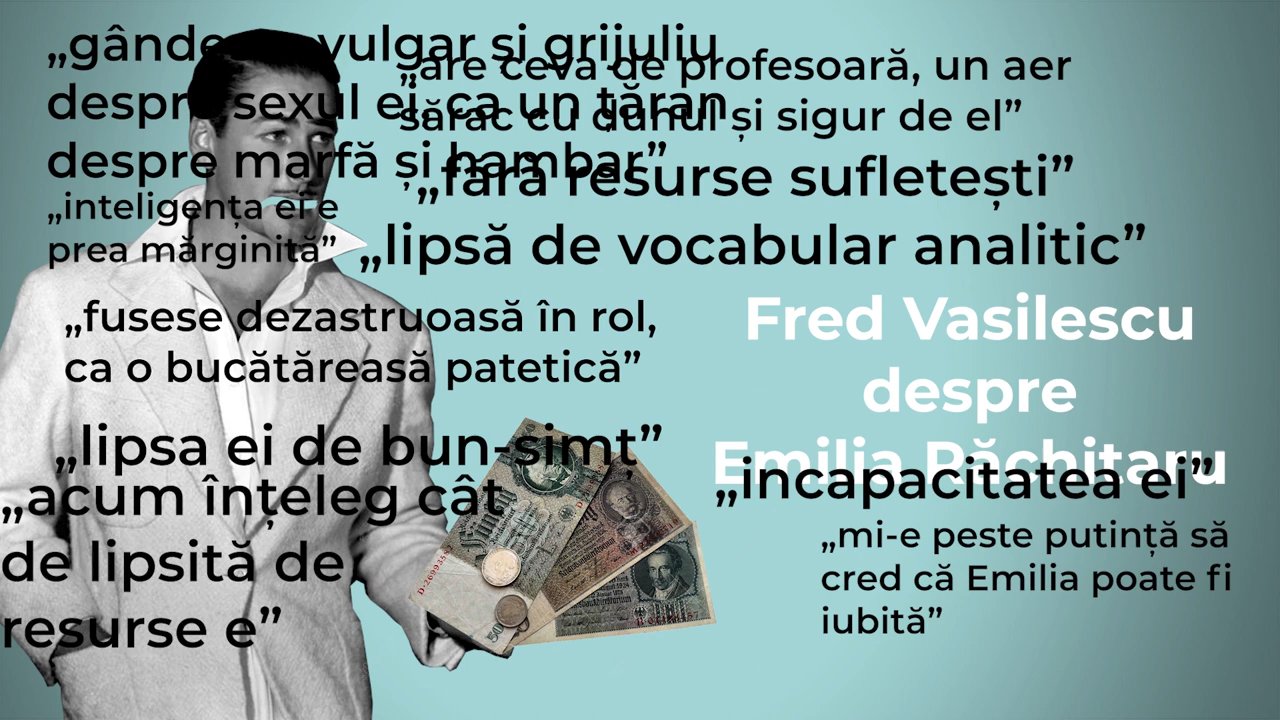 „gândește vulgar și grijuliu
despre sexul ei, ca un țăran
despre marfă și hambar”
„are ceva de profesoară, un aer
sărac cu duhul și sigur de el”
„fără resurse sufletești”
„inteligența ei e
prea mărginită”
„lipsă de vocabular analitic”
„fusese dezastruoasă în rol,
ca o bucătăreasă patetică”
Fred Vasilescu
despre
Emilia Răchitaru
„lipsa ei de bun-simț”
„incapacitatea ei”
„acum înțeleg cât
de lipsită de
resurse e”
„mi-e peste putință să
cred că Emilia poate fi
iubită”